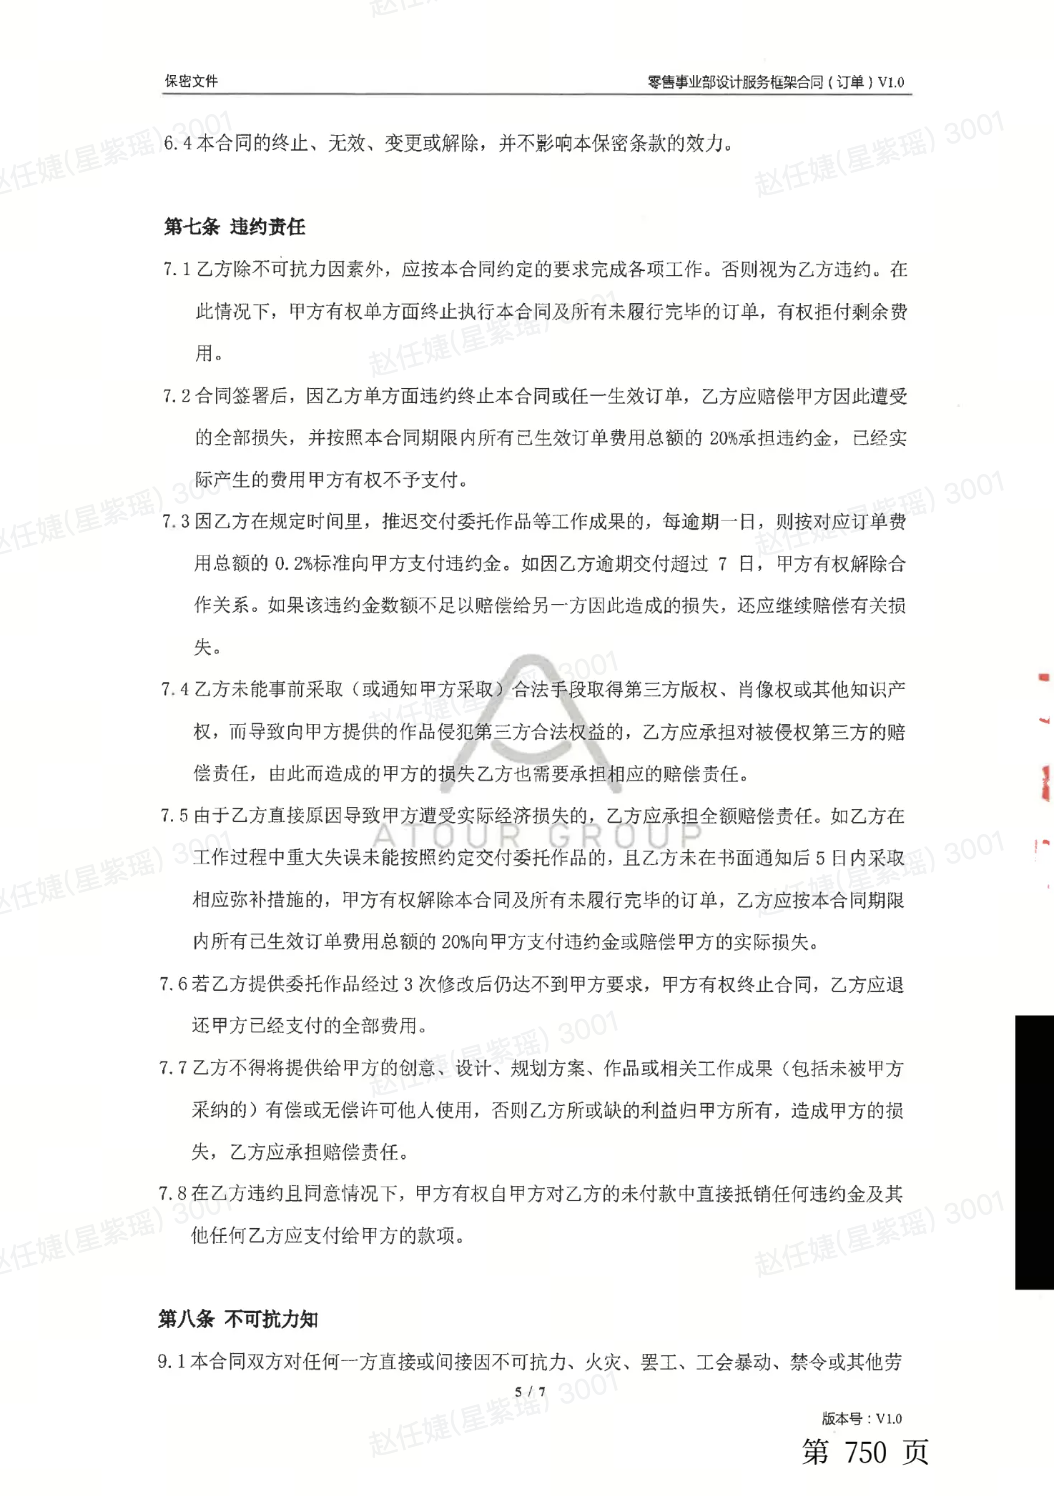 保密文件
零售事业部设计服务框架合同（订单）V1.0
6.4本合同的终止、无效、变更或解除，并不影响本保密条款的效力。
第七条 违约责任
7.1乙方除不可抗力因素外，应按本合同约定的要求完成各项工作。否则视为乙方违约。在
此情况下，甲方有权单方面终止执行本合同及所有未履行完毕的订单，有权拒付剩余费
用。
7.2合同签署后，因乙方单方面违约终止本合同或任一生效订单，乙方应赔偿甲方因此遭受
的全部损失，并按照本合同期限内所有已生效订单费用总额的 20%承担违约金，已经实
际产生的费用甲方有权不予支付。
7.3因乙方在规定时间里，推迟交付委托作品等工作成果的，每逾期一日，则按对应订单费
用总额的 0.2%标准向甲方支付违约金。如因乙方逾期交付超过 7 日，甲方有权解除合
作关系。如果该违约金数额不足以赔偿给另一方因此造成的损失，还应继续赔偿有关损
失。
7.4乙方未能事前采取（或通知甲方采取）合法手段取得第三方版权、肖像权或其他知识产
权，而导致向甲方提供的作品侵犯第三方合法权益的，乙方应承担对被侵权第三方的赔
偿责任，由此而造成的甲方的损失乙方也需要承担相应的赔偿责任。
7.5由于乙方直接原因导致甲方遭受实际经济损失的，乙方应承担全额赔偿责任。如乙方在
ATOUR GROUP
工作过程中重大失误未能按照约定交付委托作品的，且乙方未在书面通知后5日内采取
相应弥补措施的，甲方有权解除本合同及所有未履行完毕的订单，乙方应按本合同期限
内所有已生效订单费用总额的 20%向甲方支付违约金或赔偿甲方的实际损失。
7.6若乙方提供委托作品经过3次修改后仍达不到甲方要求，甲方有权终止合同，乙方应退
还甲方已经支付的全部费用。
7.7乙方不得将提供给甲方的创意、设计、规划方案、作品或相关工作成果（包括未被甲方
采纳的）有偿或无偿许可他人使用，否则乙方所或缺的利益归甲方所有，造成甲方的损
失，乙方应承担赔偿责任。
7.8在乙方违约且同意情况下，甲方有权自甲方对乙方的未付款中直接抵销任何违约金及其
他任何乙方应支付给甲方的款项。
第八条 不可抗力知
9.1本合同双方对任何一方直接或间接因不可抗力、火灾、罢工、工会暴动、禁令或其他劳
5 / 7
版本号：V1.0
第 750 页
赵任婕(星紫瑶) 3001